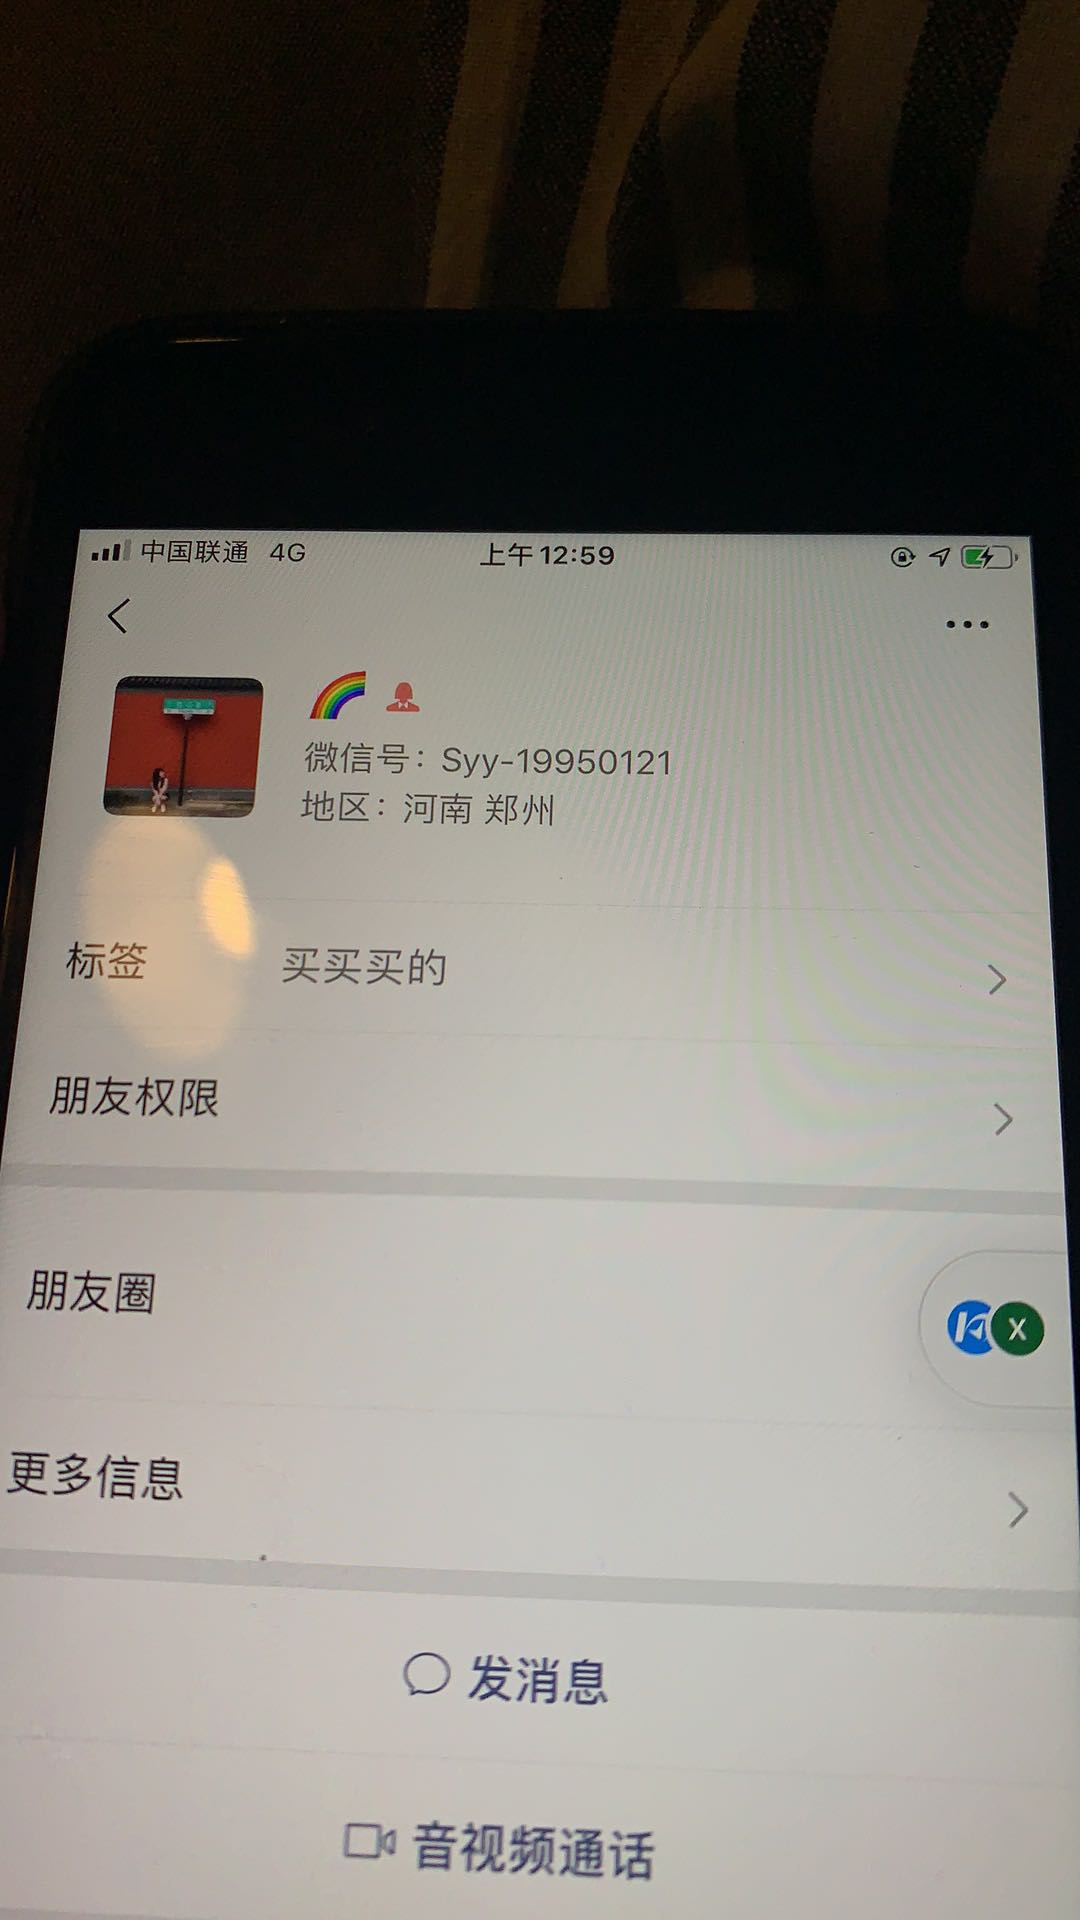 中国联通 4G 上午12:59
🌈
微信号：Syy-19950121
地区：河南 郑州
标签 买买买的
朋友权限
朋友圈
X
更多信息
发消息
音视频通话